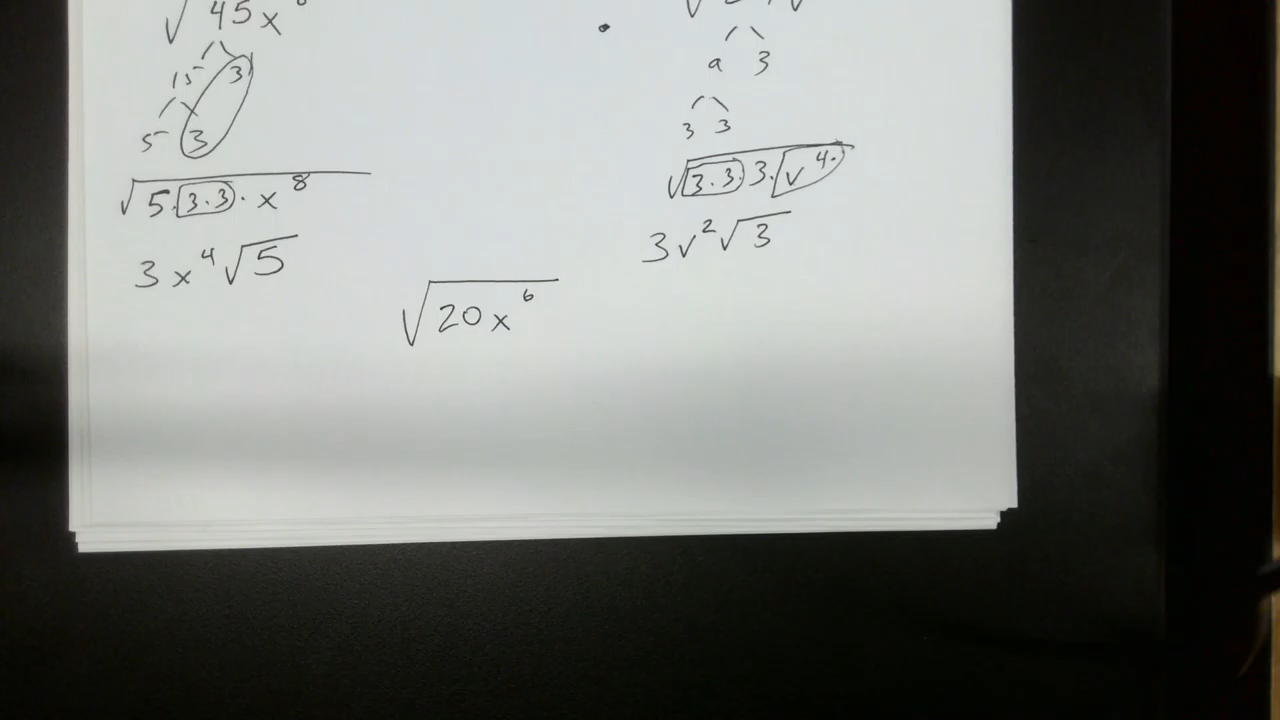 √45x
15 3
5 3
√5·3·3·x⁸
3x⁴√5
√20x⁶
9 3
3 3
√3·3·3·v⁴·
3v²√3